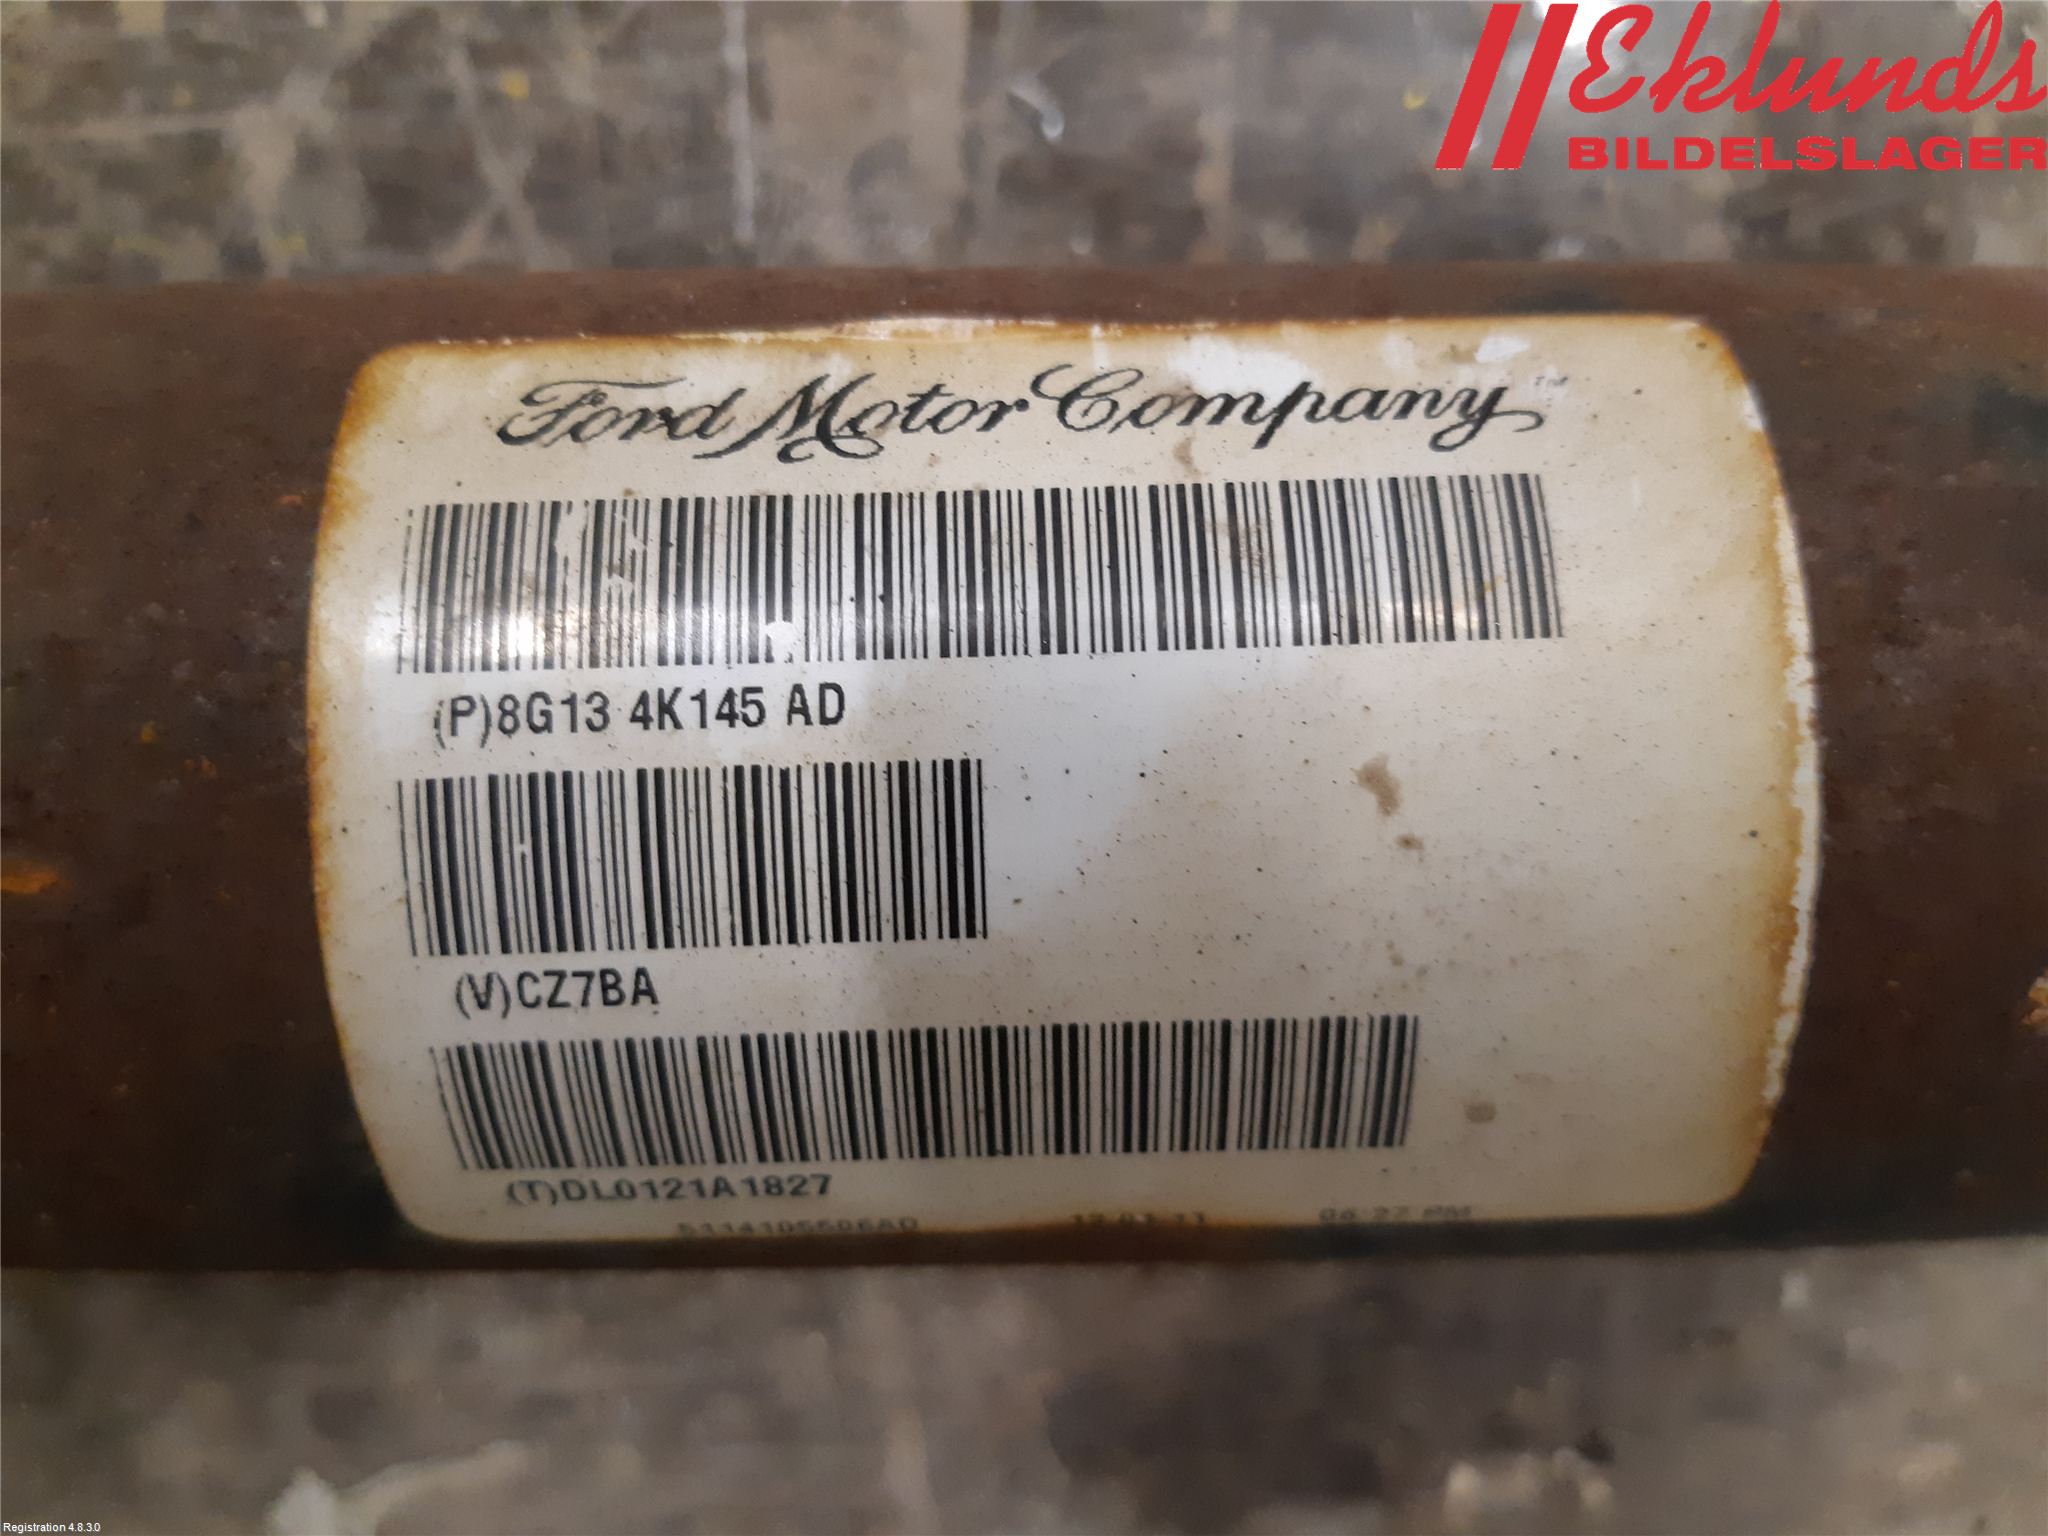 Eklunds
BILDELSLAGER
Ford Motor Company
(P)8G13 4K145 AD
(V)CZ7BA
(T)DL0121A1827
Registration 4.8.3.0